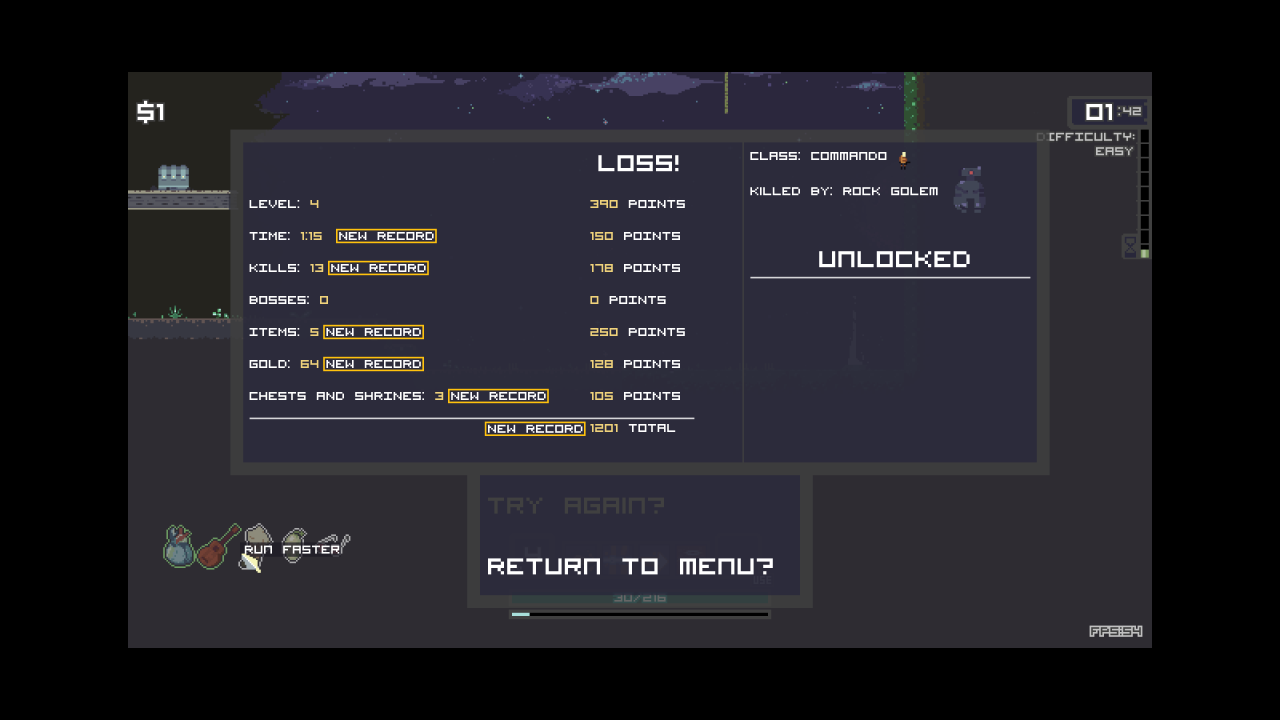 $1
01:42
DIFFICULTY:
EASY
LOSS!
LEVEL: 4 390 POINTS
TIME: 1:15 NEW RECORD 150 POINTS
KILLS: 13 NEW RECORD 178 POINTS
BOSSES: 0 0 POINTS
ITEMS: 5 NEW RECORD 250 POINTS
GOLD: 64 NEW RECORD 128 POINTS
CHESTS AND SHRINES: 3 NEW RECORD 105 POINTS
NEW RECORD 1201 TOTAL
CLASS: COMMANDO
KILLED BY: ROCK GOLEM
UNLOCKED
TRY AGAIN?
RUN FASTER
RETURN TO MENU?
30/216
FPS:54